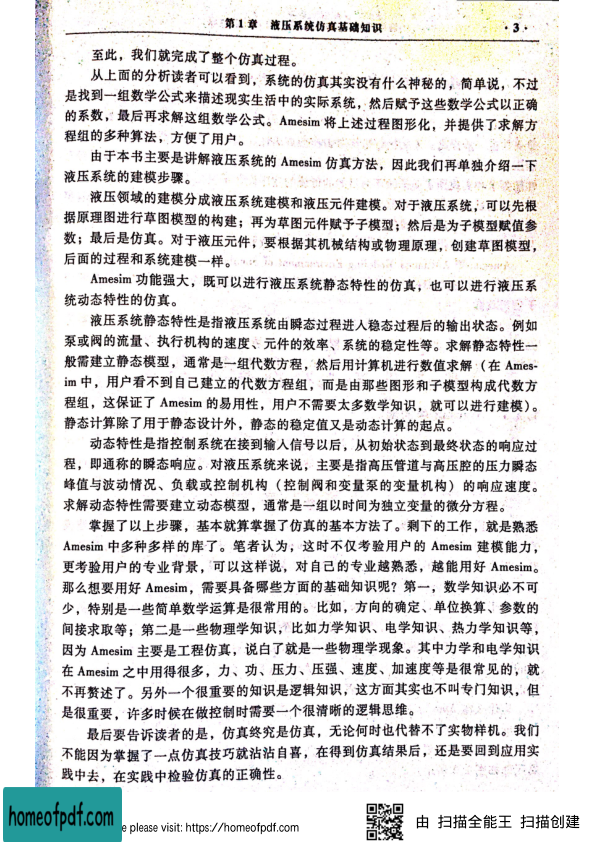 第1章 液压系统仿真基础知识 ·3·
至此，我们就完成了整个仿真过程。
从上面的分析读者可以看到，系统的仿真其实没有什么神秘的，简单说，不过
是找到一组数学公式来描述现实生活中的实际系统，然后赋予这些数学公式以正确
的系数，最后再求解这组数学公式。Amesim 将上述过程图形化，并提供了求解方
程组的多种算法，方便了用户。
由于本书主要是讲解液压系统的 Amesim 仿真方法，因此我们再单独介绍一下
液压系统的建模步骤。
液压领域的建模分成液压系统建模和液压元件建模。对于液压系统，可以先根
据原理图进行草图模型的构建；再为草图元件赋予子模型；然后是为子模型赋值参
数；最后是仿真。对于液压元件，要根据其机械结构或物理原理，创建草图模型，
后面的过程和系统建模一样。
Amesim 功能强大，既可以进行液压系统静态特性的仿真，也可以进行液压系
统动态特性的仿真。
液压系统静态特性是指液压系统由瞬态过程进入稳态过程后的输出状态。例如
泵或阀的流量、执行机构的速度、元件的效率、系统的稳定性等。求解静态特性一
般需建立静态模型，通常是一组代数方程，然后用计算机进行数值求解（在 Ames-
im 中，用户看不到自己建立的代数方程组，而是由那些图形和子模型构成代数方
程组，这保证了 Amesim 的易用性，用户不需要太多数学知识，就可以进行建模）。
静态计算除了用于静态设计外，静态的稳定值又是动态计算的起点。
动态特性是指控制系统在接到输入信号以后，从初始状态到最终状态的响应过
程，即通称的瞬态响应。对液压系统来说，主要是指高压管道与高压腔的压力瞬态
峰值与波动情况、负载或控制机构（控制阀和变量泵的变量机构）的响应速度。
求解动态特性需要建立动态模型，通常是一组以时间为独立变量的微分方程。
掌握了以上步骤，基本就算掌握了仿真的基本方法了。剩下的工作，就是熟悉
Amesim 中多种多样的库了。笔者认为，这时不仅考验用户的 Amesim 建模能力，
更考验用户的专业背景，可以这样说，对自己的专业越熟悉，越能用好 Amesim。
那么想要用好 Amesim，需要具备哪些方面的基础知识呢？第一，数学知识必不可
少，特别是一些简单数学运算是很常用的。比如，方向的确定、单位换算、参数的
间接求取等；第二是一些物理学知识，比如力学知识、电学知识、热力学知识等，
因为 Amesim 主要是工程仿真，说白了就是一些物理学现象。其中力学和电学知识
在 Amesim 之中用得很多，力、功、压力、压强、速度、加速度等是很常见的，就
不再赘述了。另外一个很重要的知识是逻辑知识，这方面其实也不叫专门知识，但
是很重要，许多时候在做控制时需要一个很清晰的逻辑思维。
最后要告诉读者的是，仿真终究是仿真，无论何时也代替不了实物样机。我们
不能因为掌握了一点仿真技巧就沾沾自喜，在得到仿真结果后，还是要回到应用实
践中去，在实践中检验仿真的正确性。
homeofpdf.com
e please visit: https://homeofpdf.com
由 扫描全能王 扫描创建